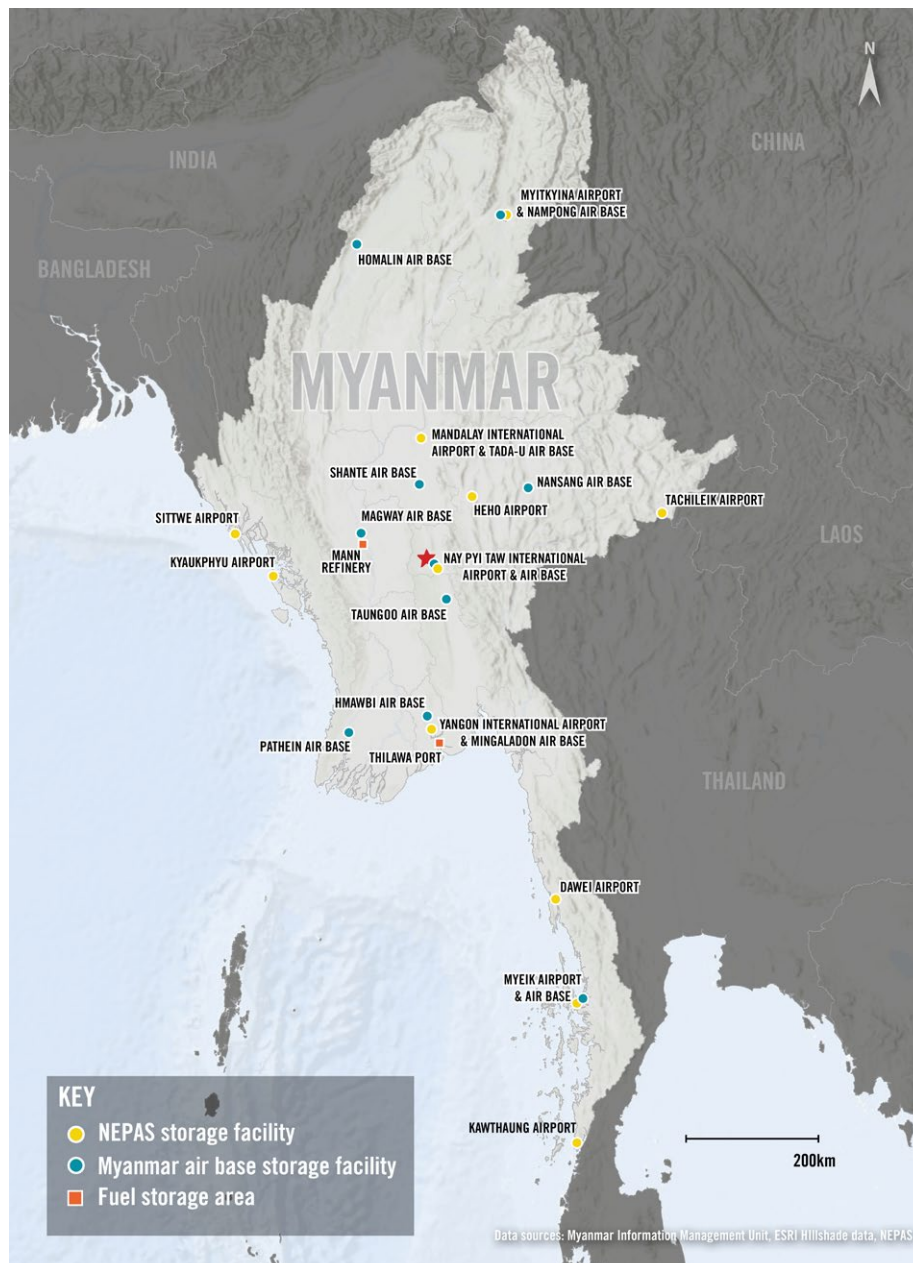 N
INDIA
CHINA
BANGLADESH
MYITKYINA AIRPORT
& NAMPONG AIR BASE
HOMALIN AIR BASE
MYANMAR
MANDALAY INTERNATIONAL
AIRPORT & TADA-U AIR BASE
SHANTE AIR BASE
NANSANG AIR BASE
HEHO AIRPORT
TACHILEIK AIRPORT
SITTWE AIRPORT
MAGWAY AIR BASE
LAOS
MANN
REFINERY
KYAUKPHYU AIRPORT
NAY PYI TAW INTERNATIONAL
AIRPORT & AIR BASE
TAUNGOO AIR BASE
HMAWBI AIR BASE
YANGON INTERNATIONAL AIRPORT
& MINGALADON AIR BASE
PATHEIN AIR BASE
THILAWA PORT
THAILAND
DAWEI AIRPORT
MYEIK AIRPORT
& AIR BASE
KAWTHAUNG AIRPORT
200km
KEY
NEPAS storage facility
Myanmar air base storage facility
Fuel storage area
Data sources: Myanmar Information Management Unit, ESRI HIllshade data, NEPAS